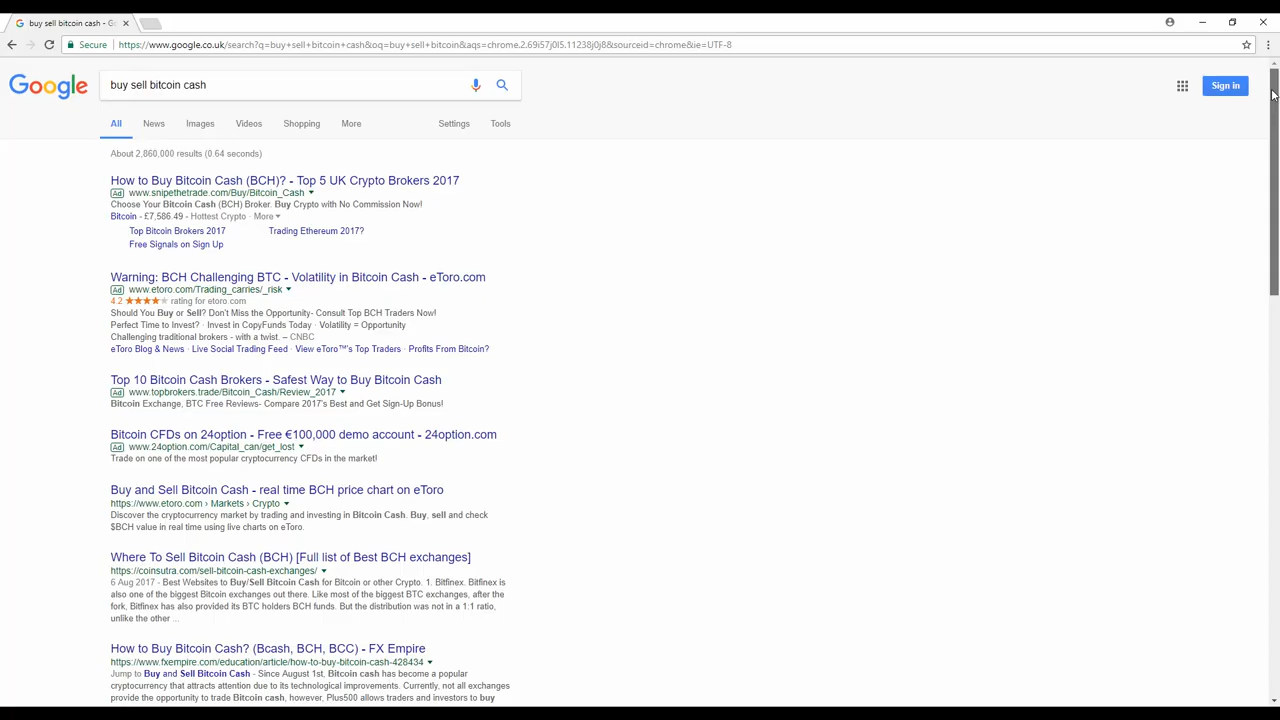 buy sell bitcoin cash - G
Secure https://www.google.co.uk/search?q=buy+sell+bitcoin+cash&oq=buy+sell+bitcoin&aqs=chrome.2.69i57j0l5.11238j0j8&sourceid=chrome&ie=UTF-8
Google buy sell bitcoin cash Sign in
All News Images Videos Shopping More Settings Tools
About 2,860,000 results (0.64 seconds)
How to Buy Bitcoin Cash (BCH)? - Top 5 UK Crypto Brokers 2017
Ad www.snipethetrade.com/Buy/Bitcoin_Cash
Choose Your Bitcoin Cash (BCH) Broker. Buy Crypto with No Commission Now!
Bitcoin - £7,586.49 - Hottest Crypto · More
Top Bitcoin Brokers 2017 Trading Ethereum 2017?
Free Signals on Sign Up
Warning: BCH Challenging BTC - Volatility in Bitcoin Cash - eToro.com
Ad www.etoro.com/Trading_carries/_risk
4.2 rating for etoro com
Should You Buy or Sell? Don't Miss the Opportunity- Consult Top BCH Traders Now!
Perfect Time to Invest? · Invest in CopyFunds Today · Volatility = Opportunity
Challenging traditional brokers - with a twist. – CNBC
eToro Blog & News · Live Social Trading Feed · View eToro™'s Top Traders · Profits From Bitcoin?
Top 10 Bitcoin Cash Brokers - Safest Way to Buy Bitcoin Cash
Ad www.topbrokers.trade/Bitcoin_Cash/Review_2017
Bitcoin Exchange, BTC Free Reviews- Compare 2017's Best and Get Sign-Up Bonus!
Bitcoin CFDs on 24option - Free €100,000 demo account - 24option.com
Ad www.24option.com/Capital_can/get_lost
Trade on one of the most popular cryptocurrency CFDs in the market!
Buy and Sell Bitcoin Cash - real time BCH price chart on eToro
https://www.etoro.com › Markets › Crypto
Discover the cryptocurrency market by trading and investing in Bitcoin Cash. Buy, sell and check
$BCH value in real time using live charts on eToro.
Where To Sell Bitcoin Cash (BCH) [Full list of Best BCH exchanges]
https://coinsutra.com/sell-bitcoin-cash-exchanges/
6 Aug 2017 - Best Websites to Buy/Sell Bitcoin Cash for Bitcoin or other Crypto. 1. Bitfinex. Bitfinex is
also one of the biggest Bitcoin exchanges out there. Like most of the biggest BTC exchanges, after the
fork, Bitfinex has also provided its BTC holders BCH funds. But the distribution was not in a 1:1 ratio,
unlike the other ...
How to Buy Bitcoin Cash? (Bcash, BCH, BCC) - FX Empire
https://www.fxempire.com/education/article/how-to-buy-bitcoin-cash-428434
Jump to Buy and Sell Bitcoin Cash - Since August 1st, Bitcoin cash has become a popular
cryptocurrency that attracts attention due to its technological improvements. Currently, not all exchanges
provide the opportunity to trade Bitcoin cash, however, Plus500 allows traders and investors to buy